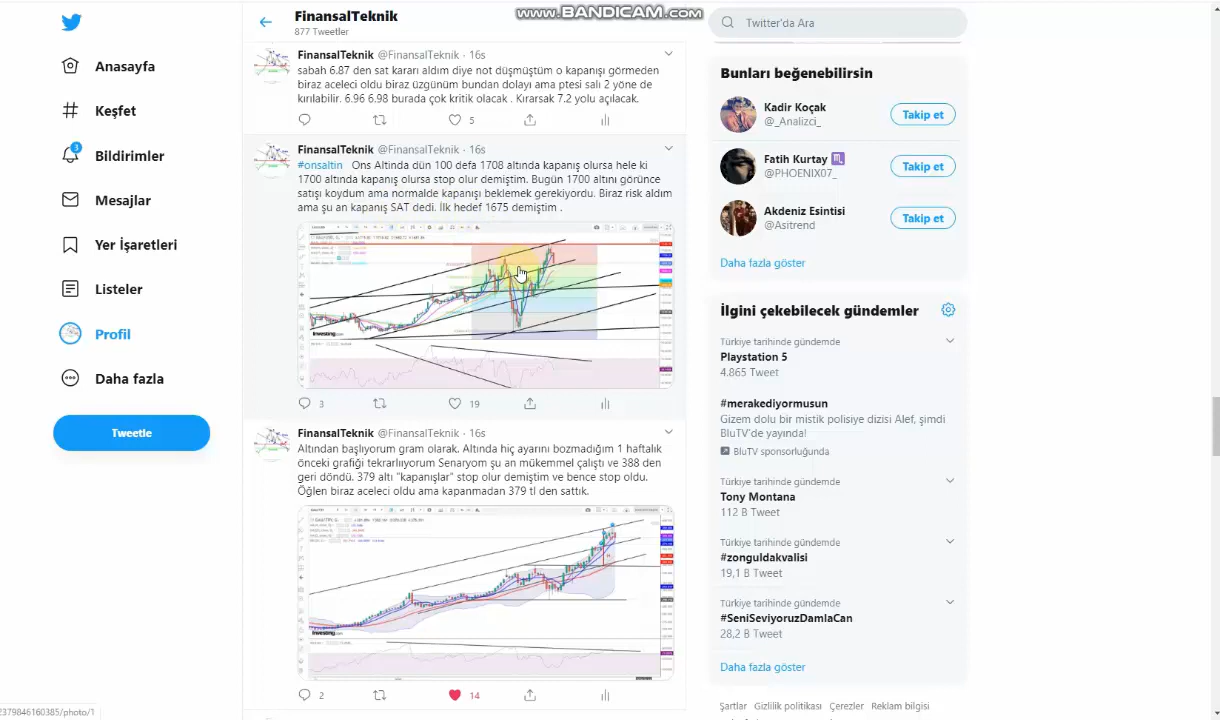 www.BANDICAM.com
Anasayfa
Keşfet
3
Bildirimler
Mesajlar
Yer İşaretleri
Listeler
Profil
Daha fazla
Tweetle
FinansalTeknik
877 Tweetler
FinansalTeknik @FinansalTeknik · 16s
sabah 6.87 den sat kararı aldım diye not düşmüştüm o kapanışı görmeden
biraz aceleci oldu biraz üzgünüm bundan dolayı ama ptesi salı 2 yöne de
kırılabilir. 6.96 6.98 burada çok kritik olacak . Kırarsak 7.2 yolu açılacak.
5
FinansalTeknik @FinansalTeknik · 16s
#onsaltin Ons Altında dün 100 defa 1708 altında kapanış olursa hele ki
1700 altında kapanış olursa stop olur demiştim. Bugün 1700 altını görünce
satışı koydum ama normalde kapanışı beklemek gerekiyordu. Biraz risk aldım
ama şu an kapanış SAT dedi. İlk hedef 1675 demiştim .
Investing.com
3
19
FinansalTeknik @FinansalTeknik · 16s
Altından başlıyorum gram olarak. Altında hiç ayarını bozmadığım 1 haftalık
önceki grafiği tekrarlııyorum Senaryom şu an mükemmel çalıştı ve 388 den
geri döndü. 379 altı "kapanışlar" stop olur demiştim ve bence stop oldu.
Öğlen biraz aceleci oldu ama kapanmadan 379 tl den sattık.
Investing.com
2
14
Twitter'da Ara
Bunları beğenebilirsin
Kadir Koçak
@_Analizci_
Takip et
Fatih Kurtay ♏
@PHOENIX07_
Takip et
Akdeniz Esintisi
@Asitrend
Takip et
Daha fazla göster
İlgini çekebilecek gündemler
Türkiye tarihinde gündemde
Playstation 5
4.865 Tweet
#merakediyormusun
Gizem dolu bir mistik polisiye dizisi Alef, şimdi
BluTV'de yayında!
BluTV sponsorluğunda
Türkiye tarihinde gündemde
Tony Montana
112 B Tweet
Türkiye tarihinde gündemde
#zonguldakvalisi
19,1 B Tweet
Türkiye tarihinde gündemde
#SeniSeviyoruzDamlaCan
28,2 B Tweet
Daha fazla göster
Şartlar Gizlilik politikası Çerezler Reklam bilgisi
2379846160385/photo/1